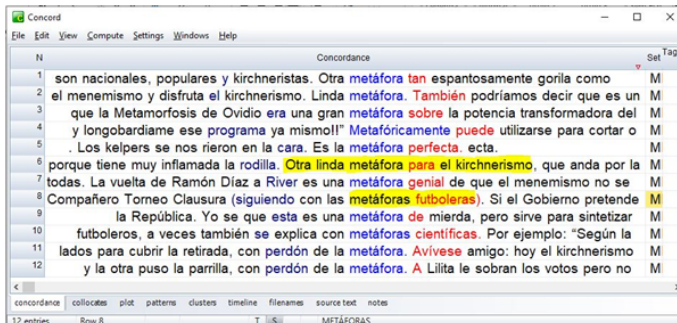 Concord
File Edit View Compute Settings Windows Help
N Concordance Set Tag
1 son nacionales, populares y kirchneristas. Otra metáfora tan espantosamente gorila como M
2 el menemismo y disfruta el kirchnerismo. Linda metáfora. También podríamos decir que es un M
3 que la Metamorfosis de Ovidio era una gran metáfora sobre la potencia transformadora del M
4 y longobardiame ese programa ya mismo!!” Metafóricamente puede utilizarse para cortar o M
5 . Los kelpers se nos rieron en la cara. Es la metáfora perfecta. ecta. M
6 porque tiene muy inflamada la rodilla. Otra linda metáfora para el kirchnerismo, que anda por la M
7 todas. La vuelta de Ramón Díaz a River es una metáfora genial de que el menemismo no se M
8 Compañero Torneo Clausura (siguiendo con las metáforas futboleras). Si el Gobierno pretende M
9 la República. Yo se que esta es una metáfora de mierda, pero sirve para sintetizar M
10 futboleros, a veces también se explica con metáforas científicas. Por ejemplo: “Según la M
11 lados para cubrir la retirada, con perdón de la metáfora. Avívese amigo: hoy el kirchnerismo M
12 y la otra puso la parrilla, con perdón de la metáfora. A Lilita le sobran los votos pero no M
concordance collocates plot patterns clusters timeline filenames source text notes
12 entries Row 8 T S METÁFORAS